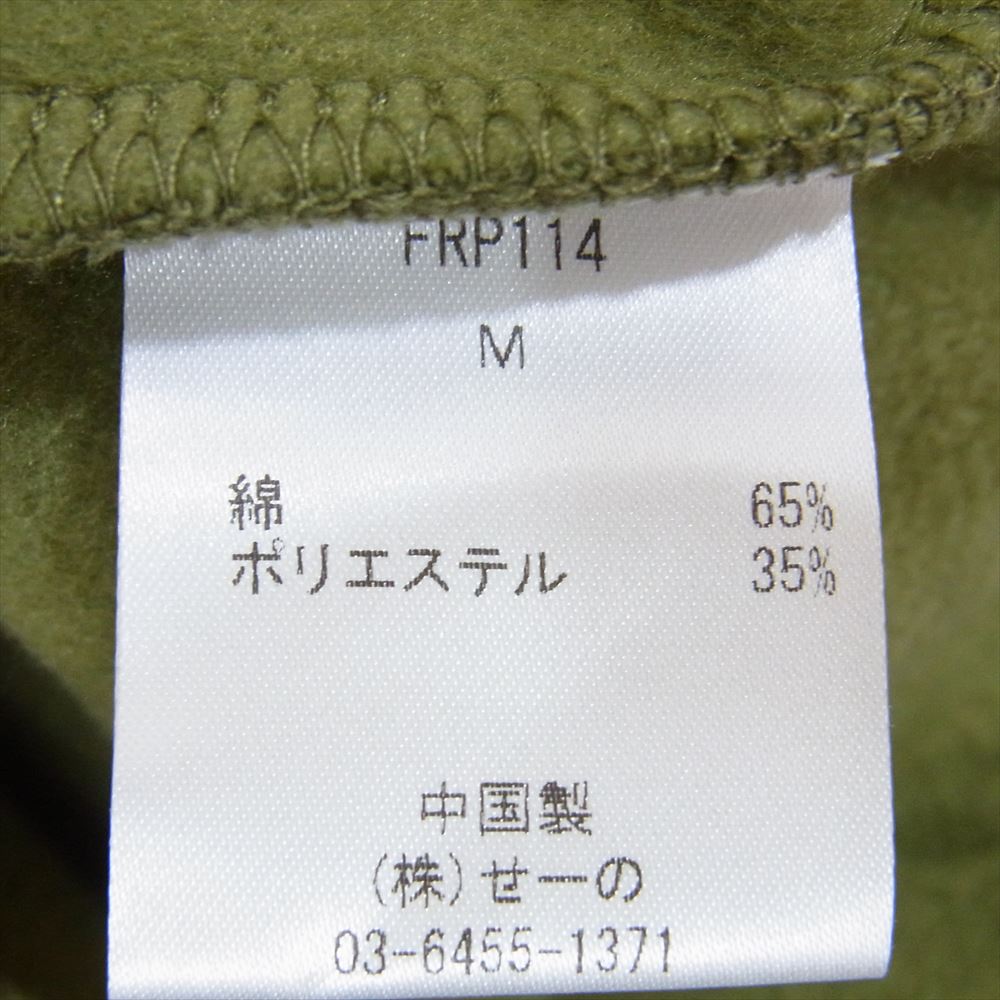 FRP114
M
綿 65%
ポリエステル 35%
中国製
(株)せーの
03-6455-1371